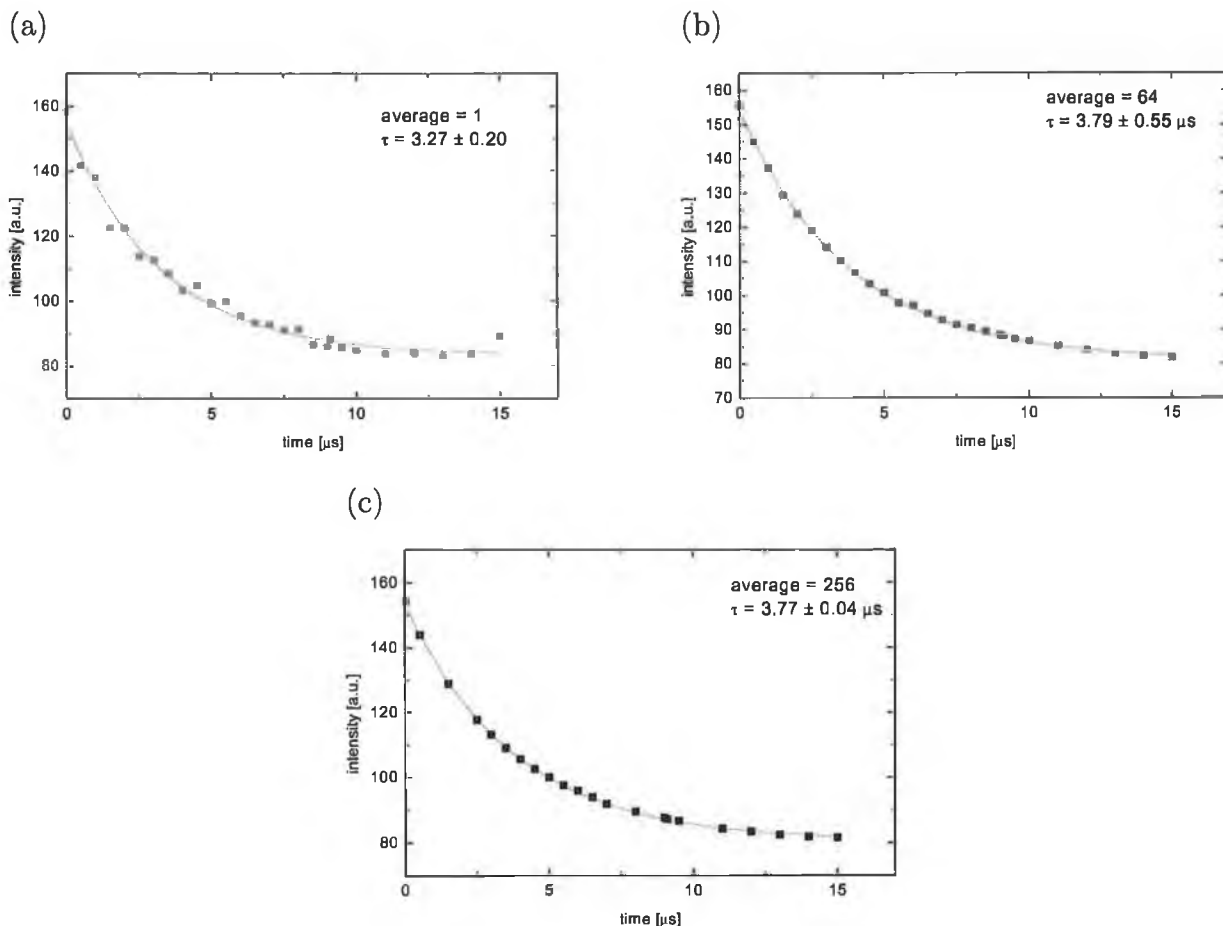 (a)
average = 1
τ = 3.27 ± 0.20
160
140
120
100
80
intensity [a.u.]
0 5 10 15
time [μs]
(b)
average = 64
τ = 3.79 ± 0.55 μs
160
150
140
130
120
110
100
90
80
70
intensity [a.u.]
0 5 10 15
time [μs]
(c)
average = 256
τ = 3.77 ± 0.04 μs
160
140
120
100
80
intensity [a.u.]
0 5 10 15
time [μs]